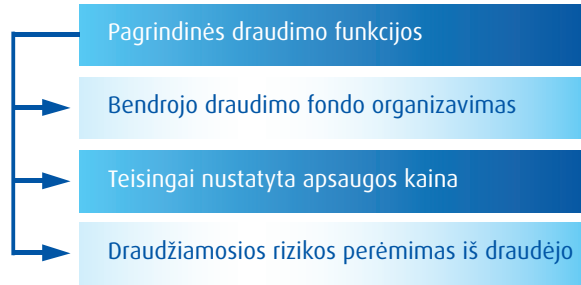 Pagrindinės draudimo funkcijos
Bendrojo draudimo fondo organizavimas
Teisingai nustatyta apsaugos kaina
Draudžiamosios rizikos perėmimas iš draudėjo